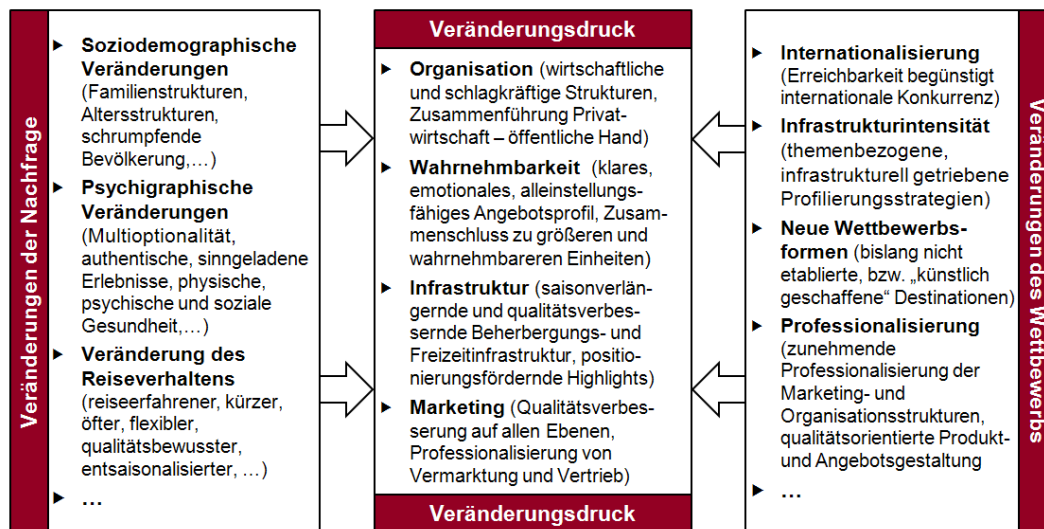 Veränderungen der Nachfrage
► Soziodemographische
Veränderungen
(Familienstrukturen,
Altersstrukturen,
schrumpfende
Bevölkerung,…)
► Psychigraphische
Veränderungen
(Multioptionalität,
authentische, sinngeladene
Erlebnisse, physische,
psychische und soziale
Gesundheit,…)
► Veränderung des
Reiseverhaltens
(reiseerfahrener, kürzer,
öfter, flexibler,
qualitätsbewusster,
entsaisonalisierter, …)
► …
Veränderungsdruck
► Organisation (wirtschaftliche
und schlagkräftige Strukturen,
Zusammenführung Privat-
wirtschaft – öffentliche Hand)
► Wahrnehmbarkeit (klares,
emotionales, alleinstellungs-
fähiges Angebotsprofil, Zusam-
menschluss zu größeren und
wahrnehmbareren Einheiten)
► Infrastruktur (saisonverlän-
gernde und qualitätsverbes-
sernde Beherbergungs- und
Freizeitinfrastruktur, positio-
nierungsfördernde Highlights)
► Marketing (Qualitätsverbes-
serung auf allen Ebenen,
Professionalisierung von
Vermarktung und Vertrieb)
Veränderungsdruck
► Internationalisierung
(Erreichbarkeit begünstigt
internationale Konkurrenz)
► Infrastrukturintensität
(themenbezogene,
infrastrukturell getriebene
Profilierungsstrategien)
► Neue Wettbewerbs-
formen (bislang nicht
etablierte, bzw. „künstlich
geschaffene“ Destinationen)
► Professionalisierung
(zunehmende
Professionalisierung der
Marketing- und
Organisationsstrukturen,
qualitätsorientierte Produkt-
und Angebotsgestaltung
► …
Veränderungen des Wettbewerbs